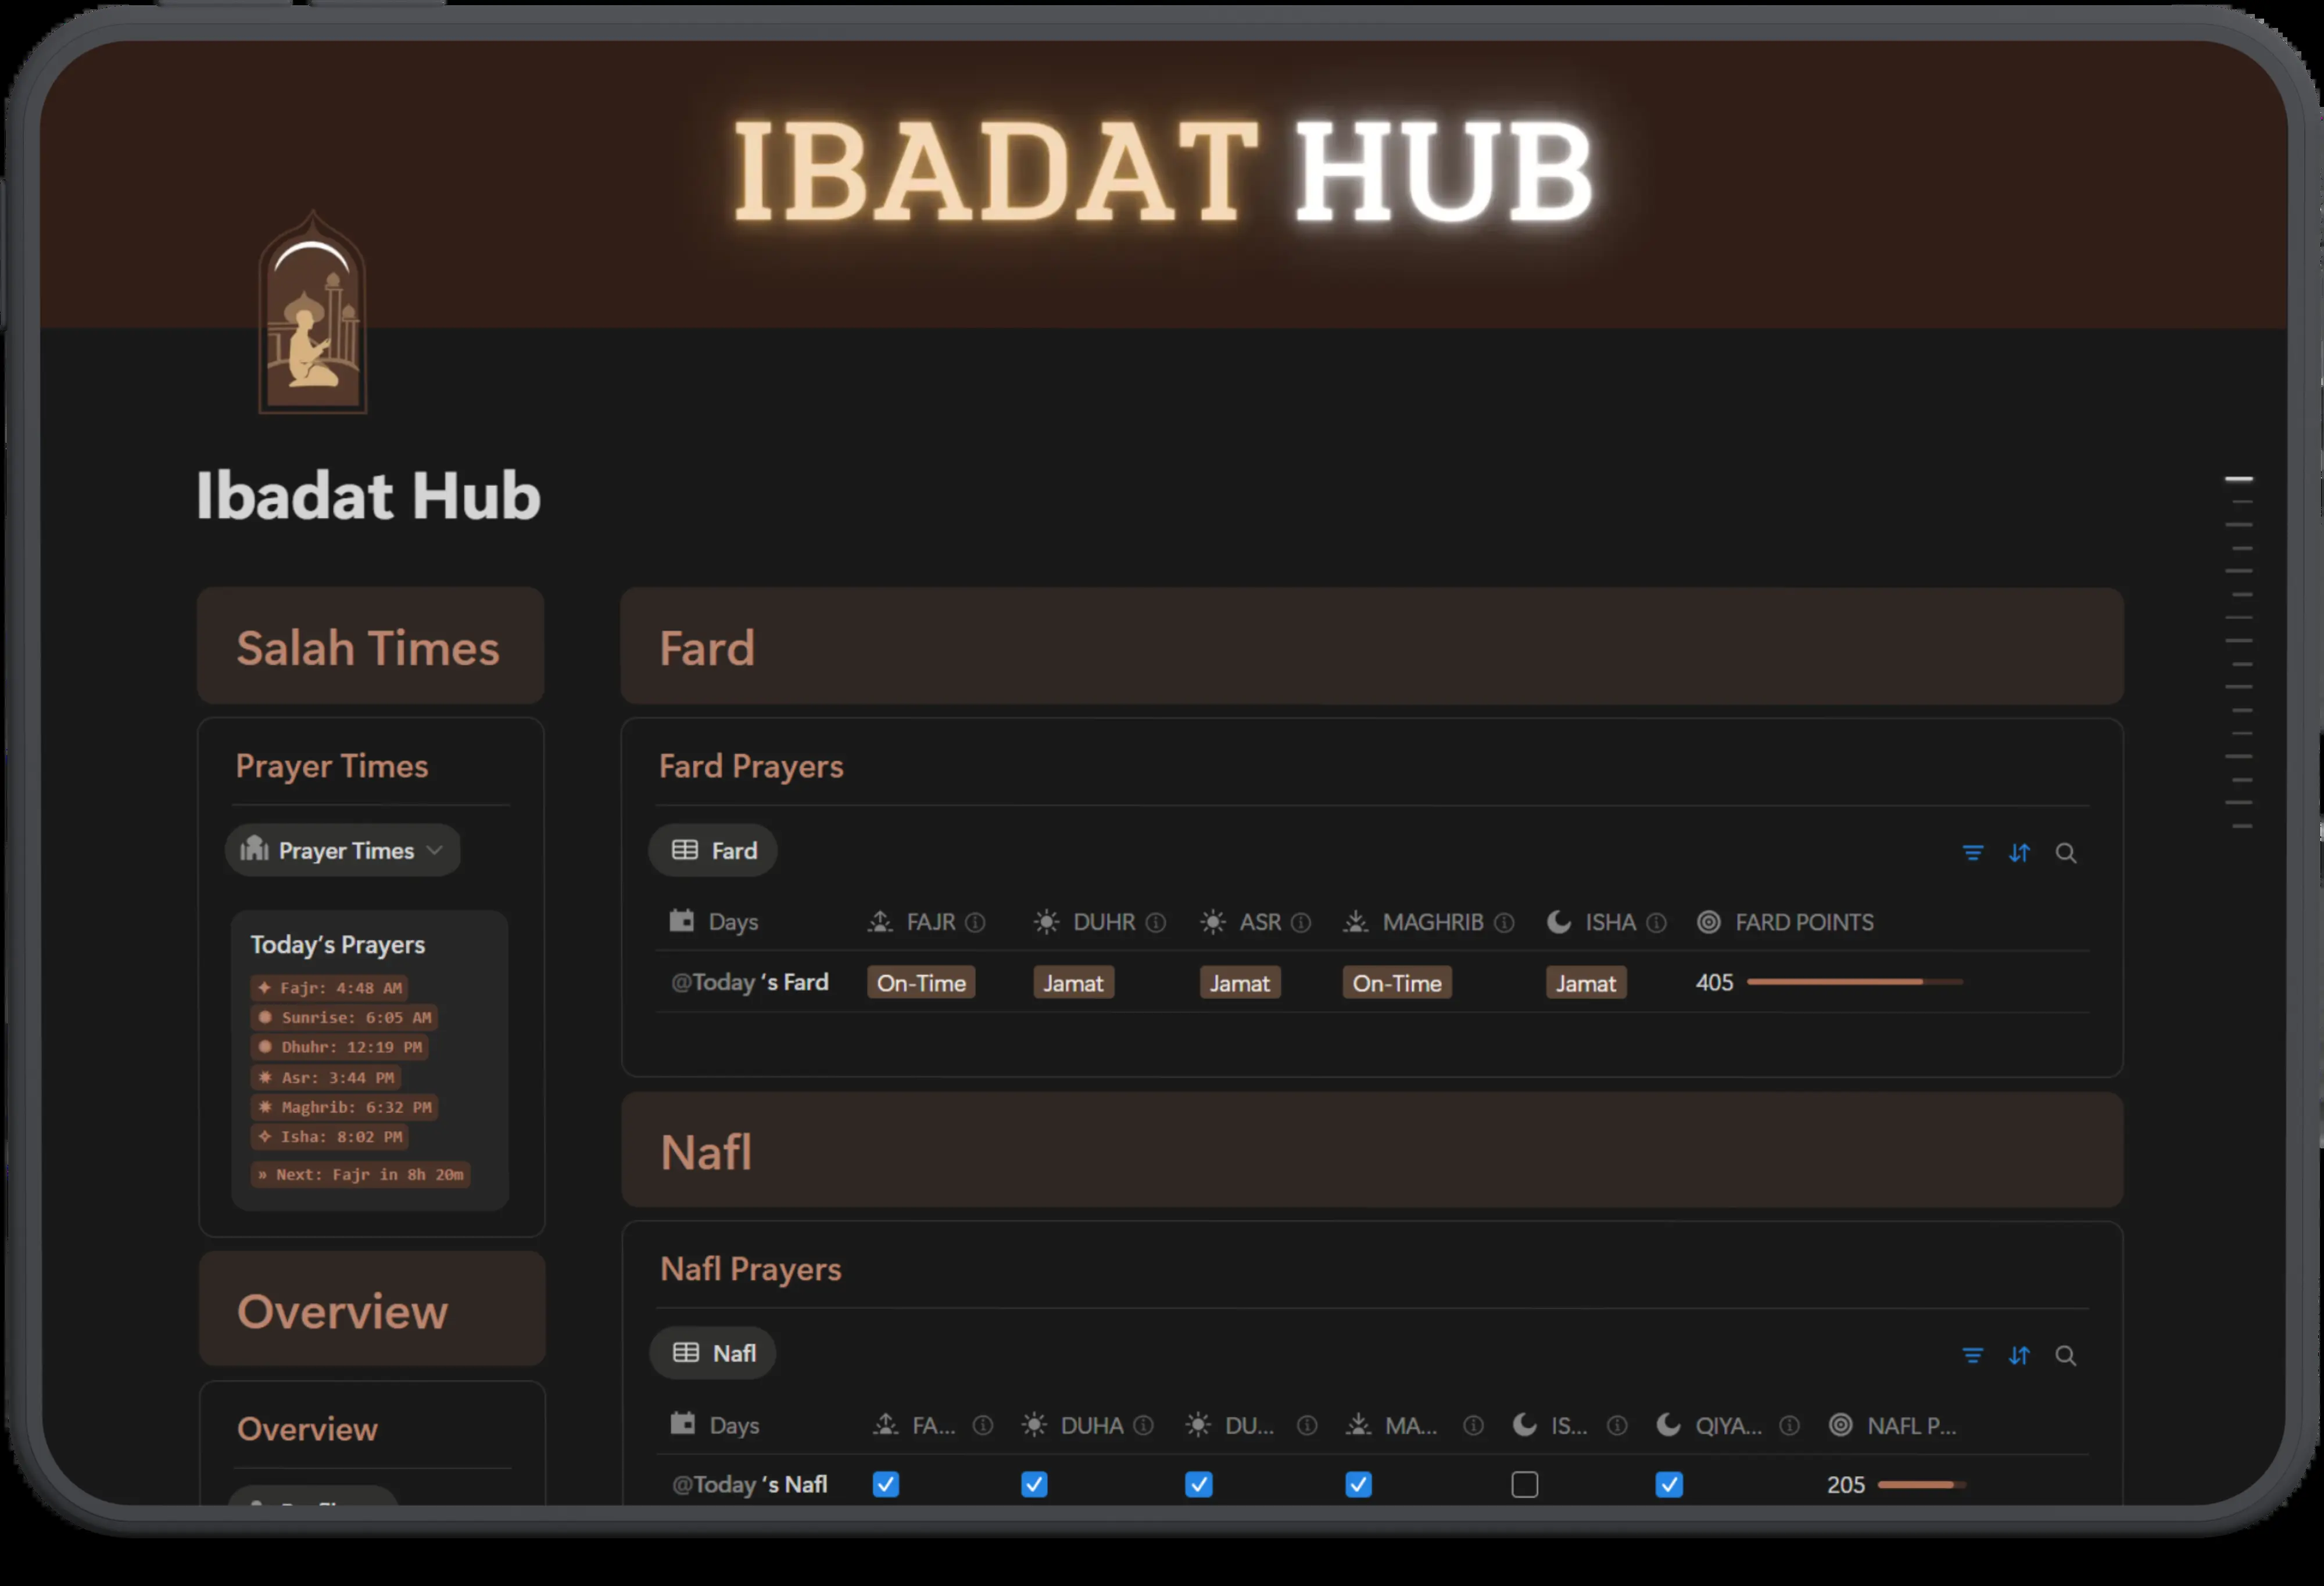 IBADAT HUB
Ibadat Hub
Salah Times
Prayer Times
Prayer Times
Today's Prayers
Fajr: 4:48 AM
Sunrise: 6:05 AM
Dhuhr: 12:19 PM
Asr: 3:44 PM
Maghrib: 6:32 PM
Isha: 8:02 PM
» Next: Fajr in 8h 20m
Overview
Overview
Fard
Fard Prayers
Fard
Days FAJR DUHR ASR MAGHRIB ISHA FARD POINTS
@Today 's Fard On-Time Jamat Jamat On-Time Jamat 405
Nafl
Nafl Prayers
Nafl
Days FA... DUHA DU... MA... IS... QIYA... NAFL P...
@Today 's Nafl 205